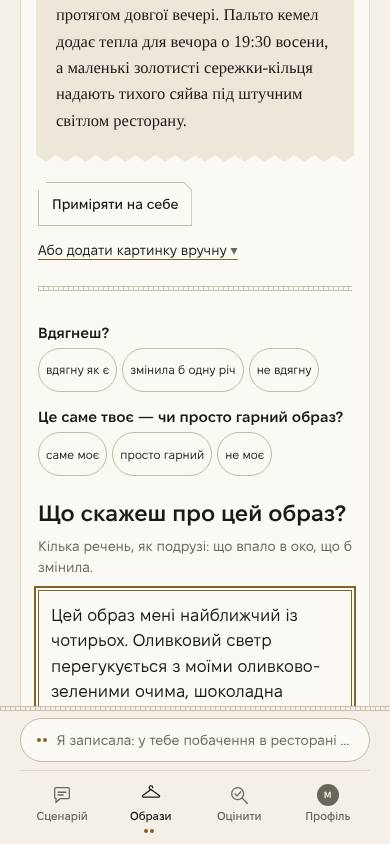 протягом довгої вечері. Пальто кемел
додає тепла для вечора о 19:30 восени,
а маленькі золотисті сережки-кільця
надають тихого сяйва під штучним
світлом ресторану.
Приміряти на себе
Або додати картинку вручну ▾
Вдягнеш?
вдягну як є
змінила б одну річ
не вдягну
Це саме твоє — чи просто гарний образ?
саме моє
просто гарний
не моє
Що скажеш про цей образ?
Кілька речень, як подрузі: що впало в око, що б
змінила.
Цей образ мені найближчий із
чотирьох. Оливковий светр
перегукується з моїми оливково-
зеленими очима, шоколадна
Я записала: у тебе побачення в ресторані ...
Сценарій
Образи
Оцінити
М
Профіль